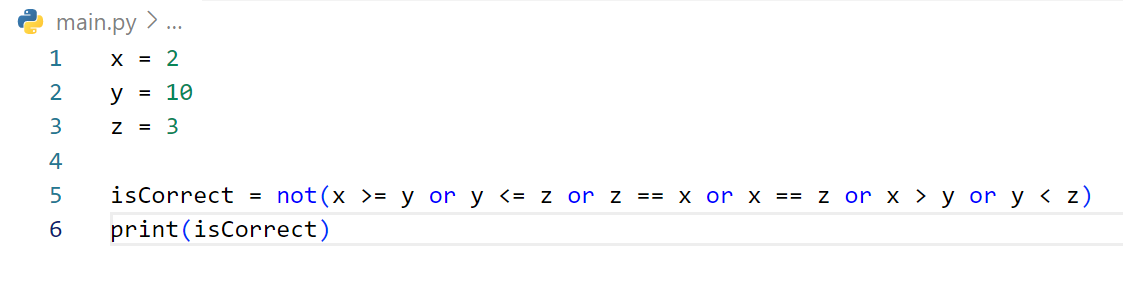 main.py > ...
1 x = 2
2 y = 10
3 z = 3
4
5 isCorrect = not(x >= y or y <= z or z == x or x == z or x > y or y < z)
6 print(isCorrect)